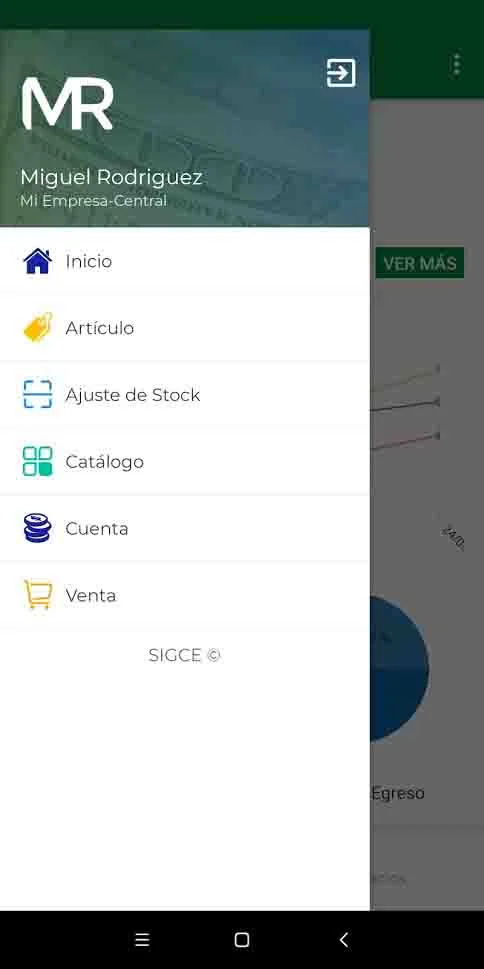 MR
Miguel Rodriguez
Mi Empresa-Central
Inicio
VER MÁS
Artículo
Ajuste de Stock
Catálogo
Cuenta
Venta
SIGCE ©
Egreso